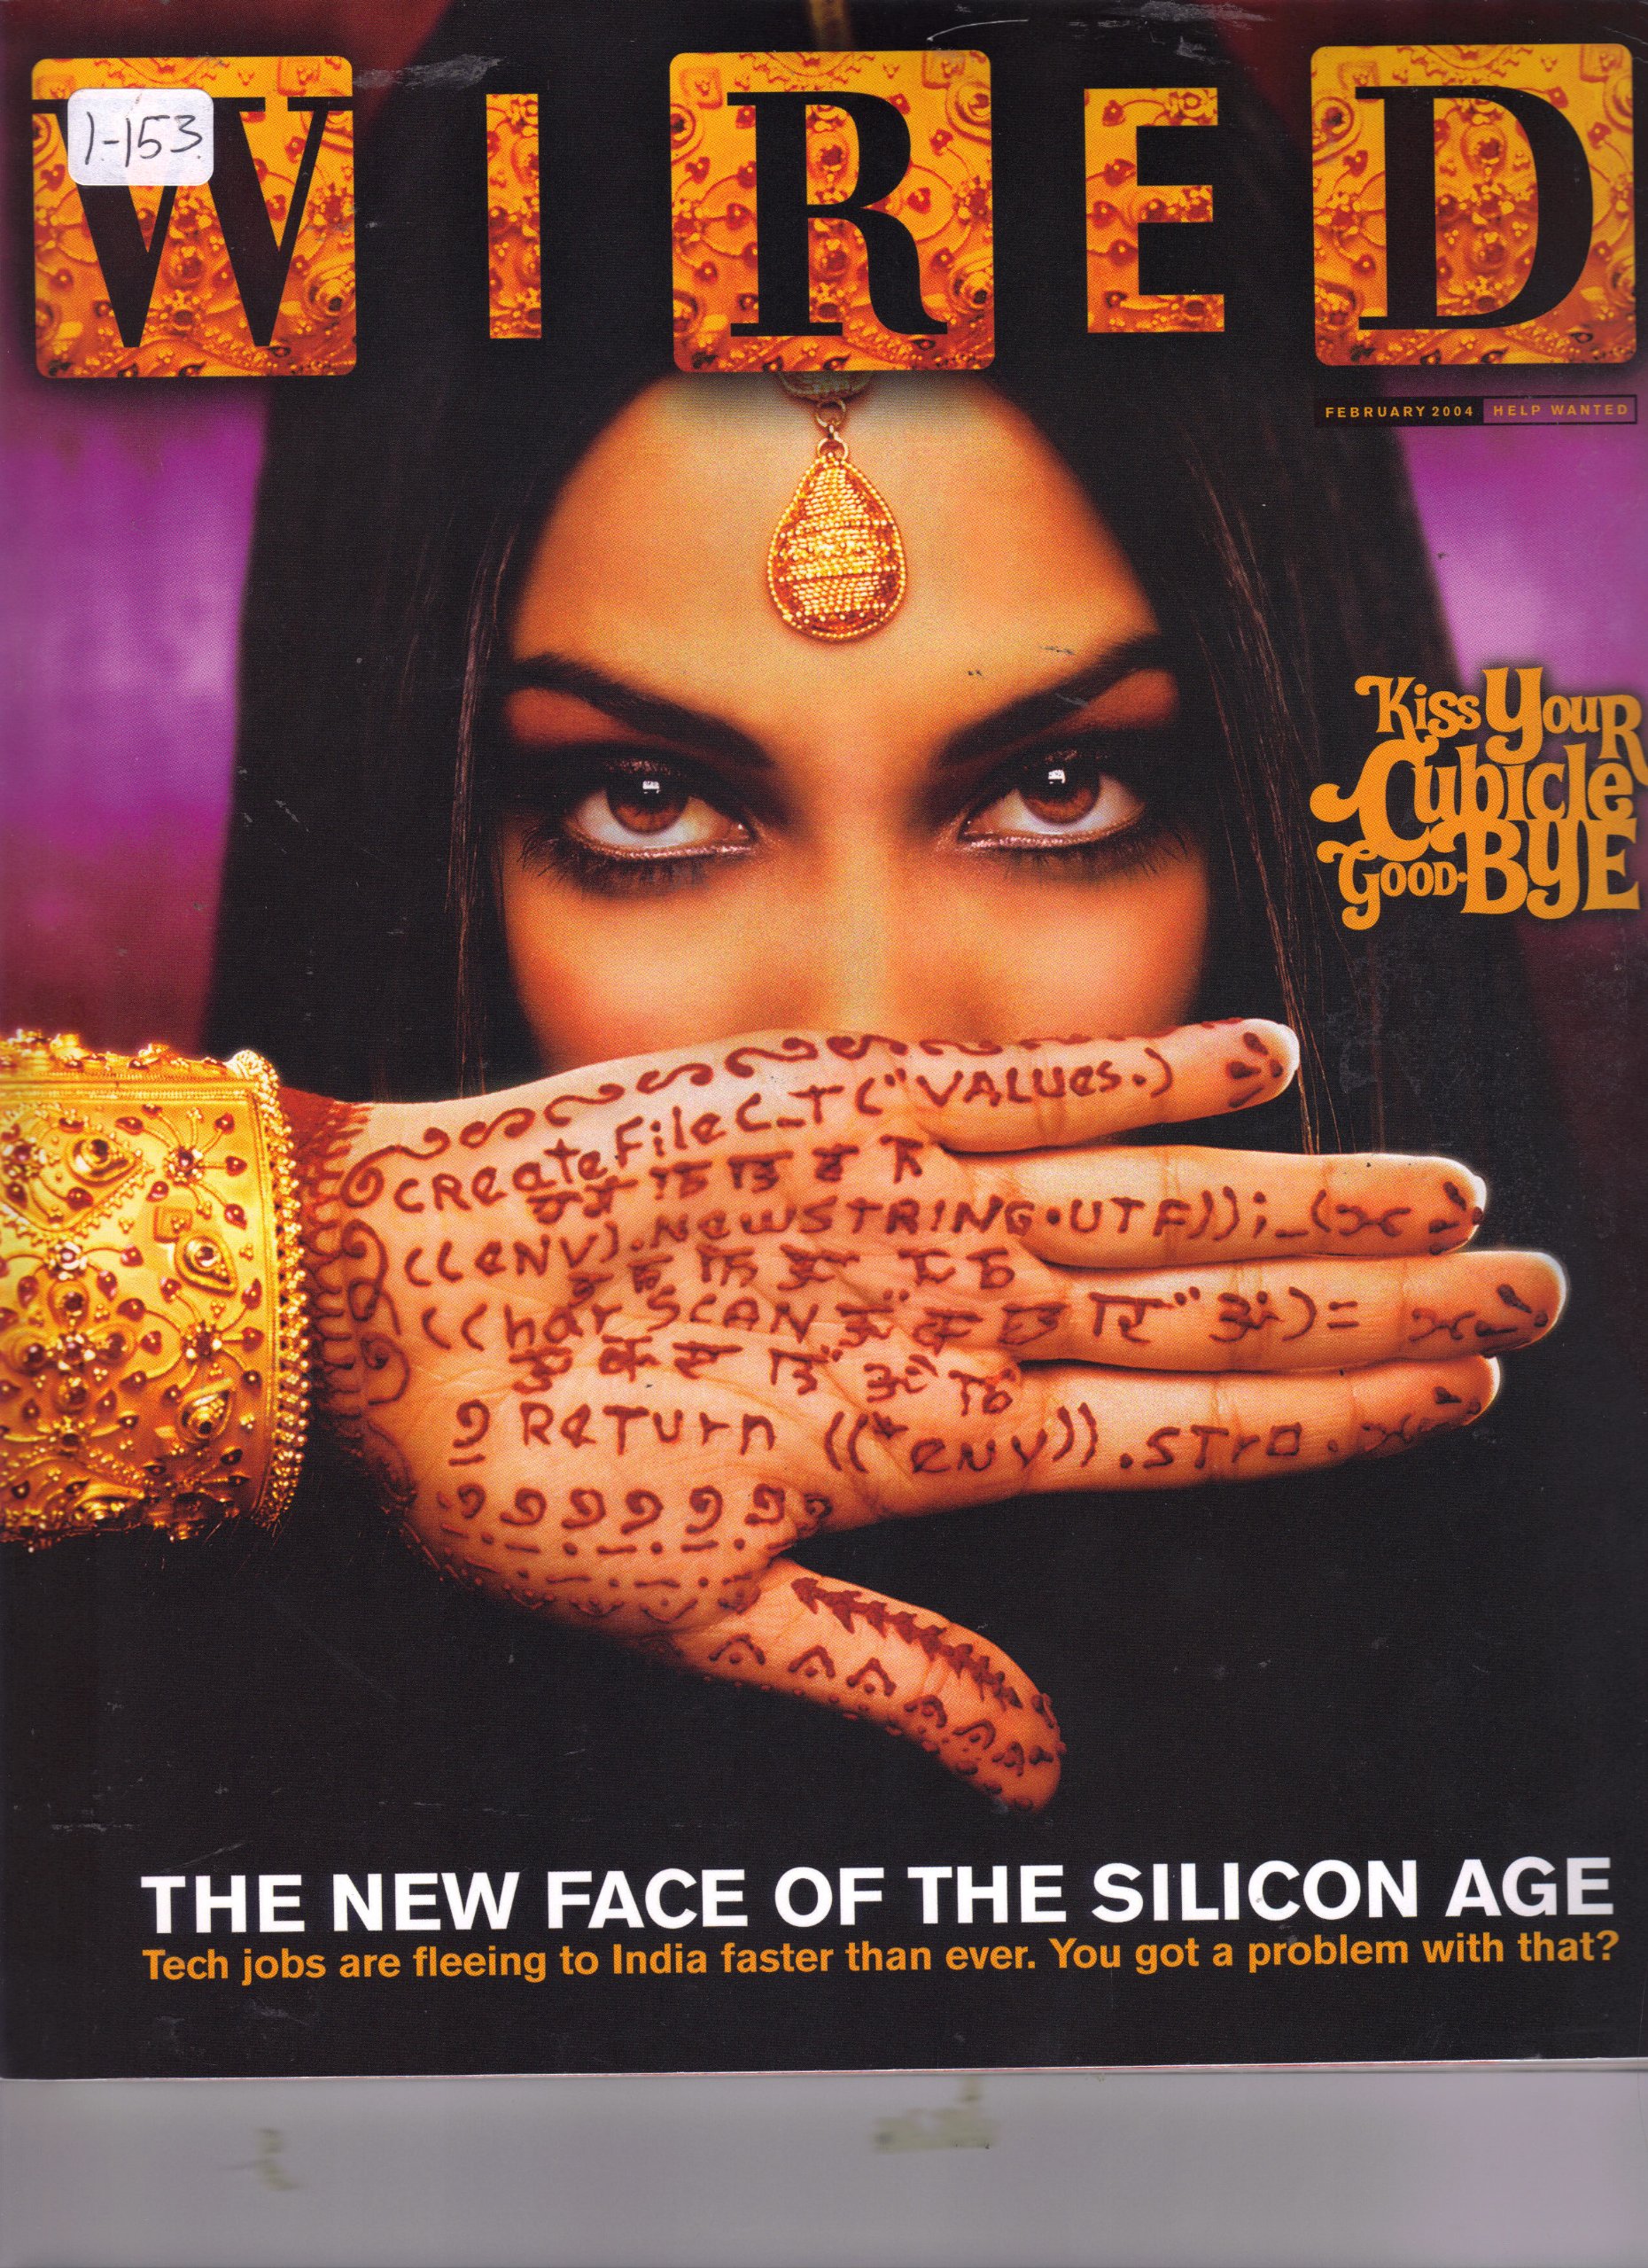 WIRED
1-153.
FEBRUARY 2004 HELP WANTED
Kiss Your
Cubicle
Good-Bye
createFileC_T("VALUES.)
((ENV).NewSTRING.UTF));_(
((char SCAN
RETURN ((*env)).str
THE NEW FACE OF THE SILICON AGE
Tech jobs are fleeing to India faster than ever. You got a problem with that?